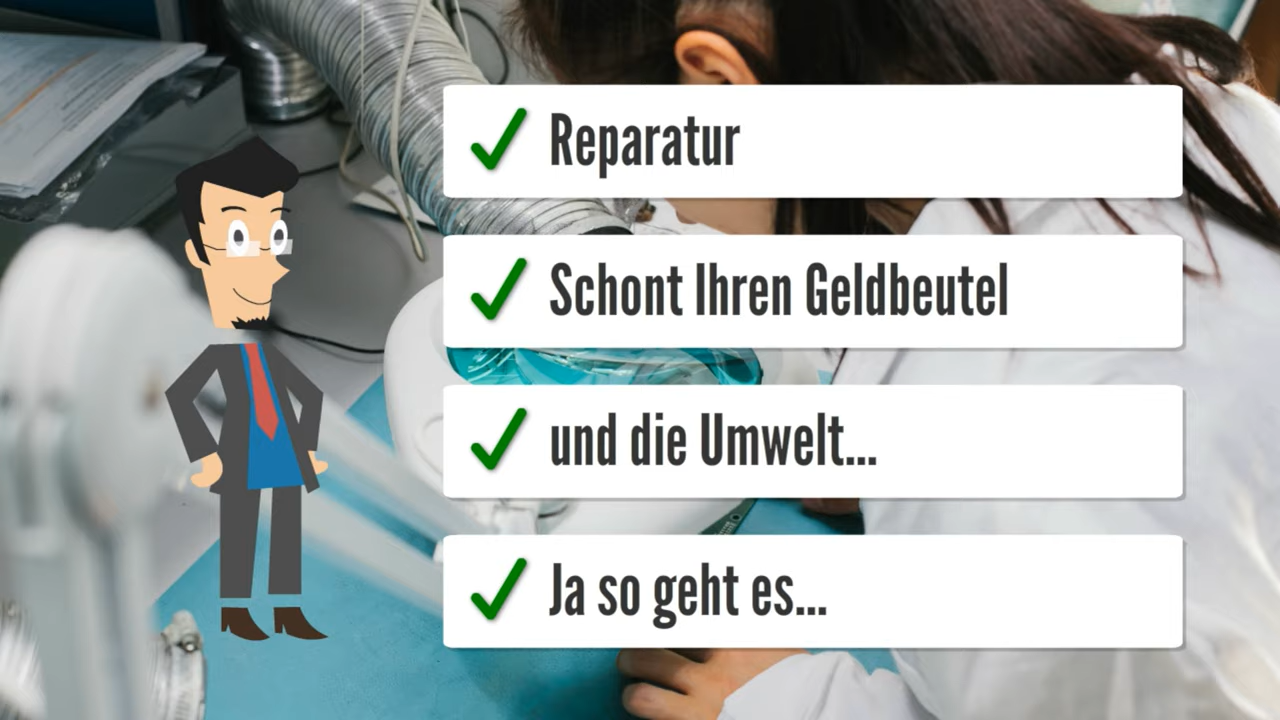 Reparatur
Schont Ihren Geldbeutel
und die Umwelt...
Ja so geht es...